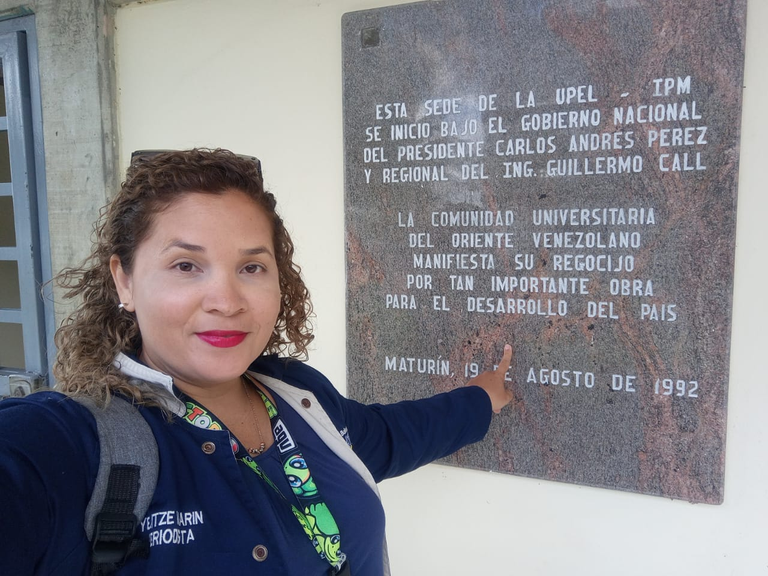 ESTA SEDE DE LA UPEL - IPM
SE INICIO BAJO EL GOBIERNO NACIONAL
DEL PRESIDENTE CARLOS ANDRES PEREZ
Y REGIONAL DEL ING. GUILLERMO CALL
LA COMUNIDAD UNIVERSITARIA
DEL ORIENTE VENEZOLANO
MANIFIESTA SU REGOCIJO
POR TAN IMPORTANTE OBRA
PARA EL DESARROLLO DEL PAIS
MATURÍN, 19 DE AGOSTO DE 1992